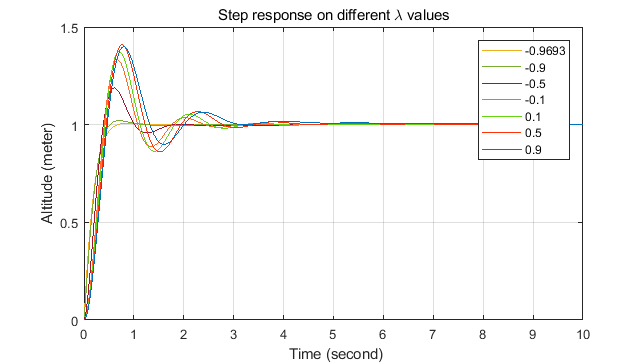 Step response on different λ values
1.5
1
0.5
0
Altitude (meter)
-0.9693
-0.9
-0.5
-0.1
0.1
0.5
0.9
0 1 2 3 4 5 6 7 8 9 10
Time (second)